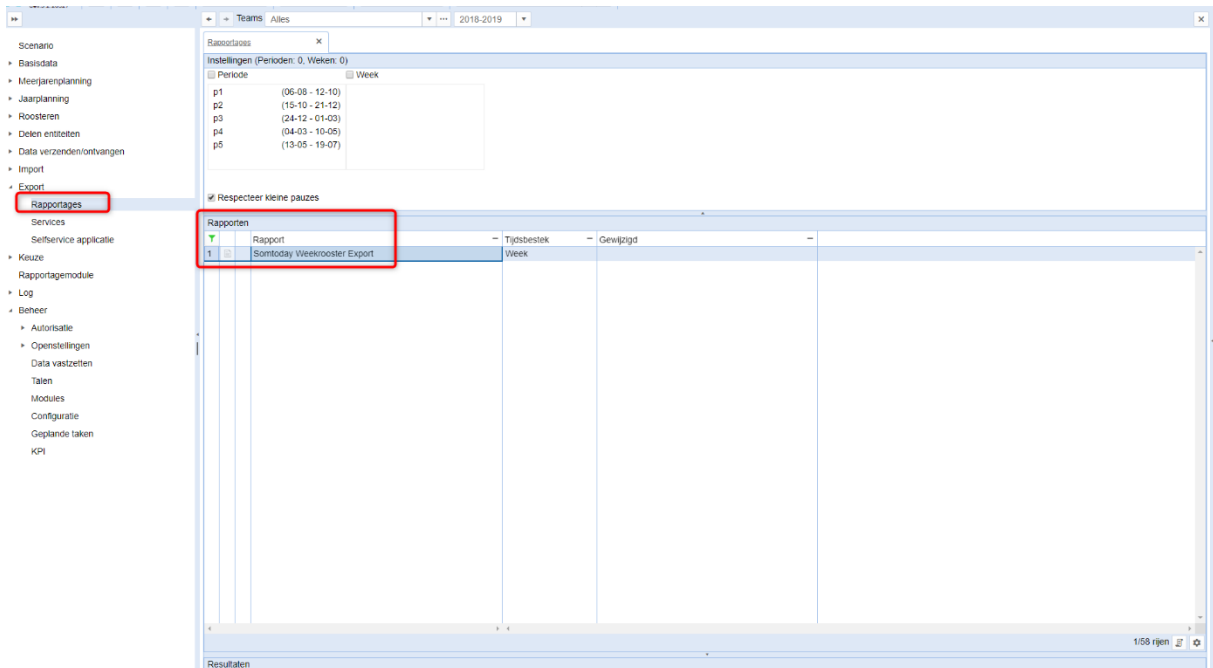 Teams Alles 2018-2019
Scenario
Basisdata
Meerjarenplanning
Jaarplanning
Roosteren
Delen entiteiten
Data verzenden/ontvangen
Import
Export
Rapportages
Services
Selfservice applicatie
Keuze
Rapportagemodule
Log
Beheer
Autorisatie
Openstellingen
Data vastzetten
Talen
Modules
Configuratie
Geplande taken
KPI
Rapportages
Instellingen (Perioden: 0, Weken: 0)
Periode Week
p1 (06-08 - 12-10)
p2 (15-10 - 21-12)
p3 (24-12 - 01-03)
p4 (04-03 - 10-05)
p5 (13-05 - 19-07)
Respecteer kleine pauzes
Rapporten
Rapport Tijdsbestek Gewijzigd
1 Somtoday Weekrooster Export Week
1/58 rijen
Resultaten